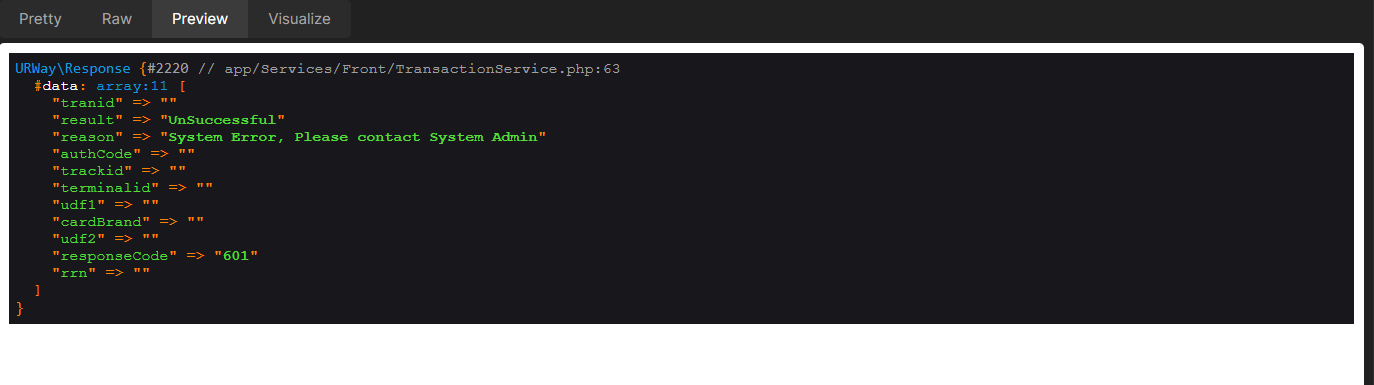 Pretty Raw Preview Visualize
URWay\Response {#2220 // app/Services/Front/TransactionService.php:63
#data: array:11 [
"tranid" => ""
"result" => "UnSuccessful"
"reason" => "System Error, Please contact System Admin"
"authCode" => ""
"trackid" => ""
"terminalid" => ""
"udf1" => ""
"cardBrand" => ""
"udf2" => ""
"responseCode" => "601"
"rrn" => ""
]
}